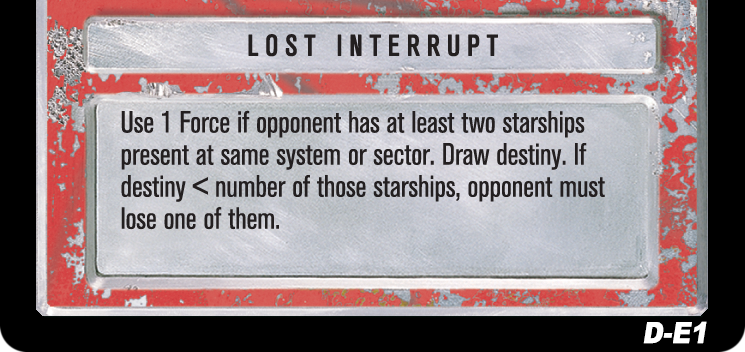 LOST INTERRUPT
Use 1 Force if opponent has at least two starships
present at same system or sector. Draw destiny. If
destiny < number of those starships, opponent must
lose one of them.
D-E1